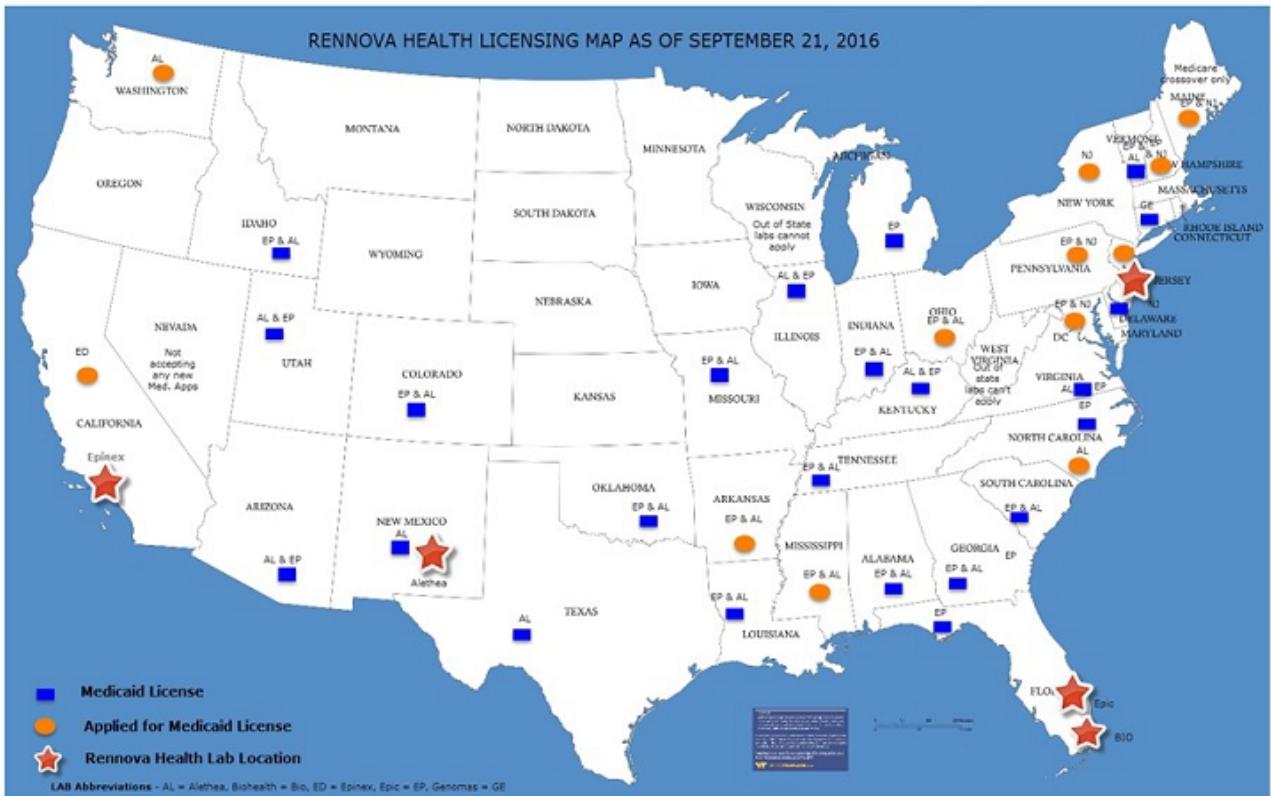 RENNOVA HEALTH LICENSING MAP AS OF SEPTEMBER 21, 2016
AL
WASHINGTON
MONTANA
NORTH DAKOTA
MINNESOTA
MICHIGAN
Medicare
crossover only
MAINE
EP & NJ
VERMONT
EP & EP
AL
& NJ
W HAMPSHIRE
NJ
NEW YORK
MASSACHUSETTS
GE
RHODE ISLAND
CONNECTICUT
OREGON
IDAHO
EP & AL
WYOMING
SOUTH DAKOTA
WISCONSIN
Out of State
labs cannot
apply
EP
EP & NJ
PENNSYLVANIA
JERSEY
NJ
DELAWARE
MARYLAND
EP & NJ
DC
NEVADA
Not
accepting
any new
Med. Apps
AL & EP
UTAH
COLORADO
EP & AL
NEBRASKA
IOWA
AL & EP
ILLINOIS
INDIANA
EP & AL
OHIO
EP & AL
WEST
VIRGINIA
Out of
state
labs can't
apply
VIRGINIA
AL
EP
ED
CALIFORNIA
Epinex
KANSAS
EP & AL
MISSOURI
AL & EP
KENTUCKY
EP
NORTH CAROLINA
AL
TENNESSEE
EP & AL
SOUTH CAROLINA
EP & AL
ARIZONA
AL & EP
NEW MEXICO
AL
Alethea
OKLAHOMA
EP & AL
ARKANSAS
EP & AL
MISSISSIPPI
EP & AL
ALABAMA
EP & AL
GEORGIA
EP
EP & AL
TEXAS
AL
EP & AL
LOUISIANA
EP
FLO
Epic
BIO
Medicaid License
Applied for Medicaid License
Rennova Health Lab Location
LAB Abbreviations - AL = Alethea, Biohealth = Bio, ED = Epinex, Epic = EP, Genomas = GE